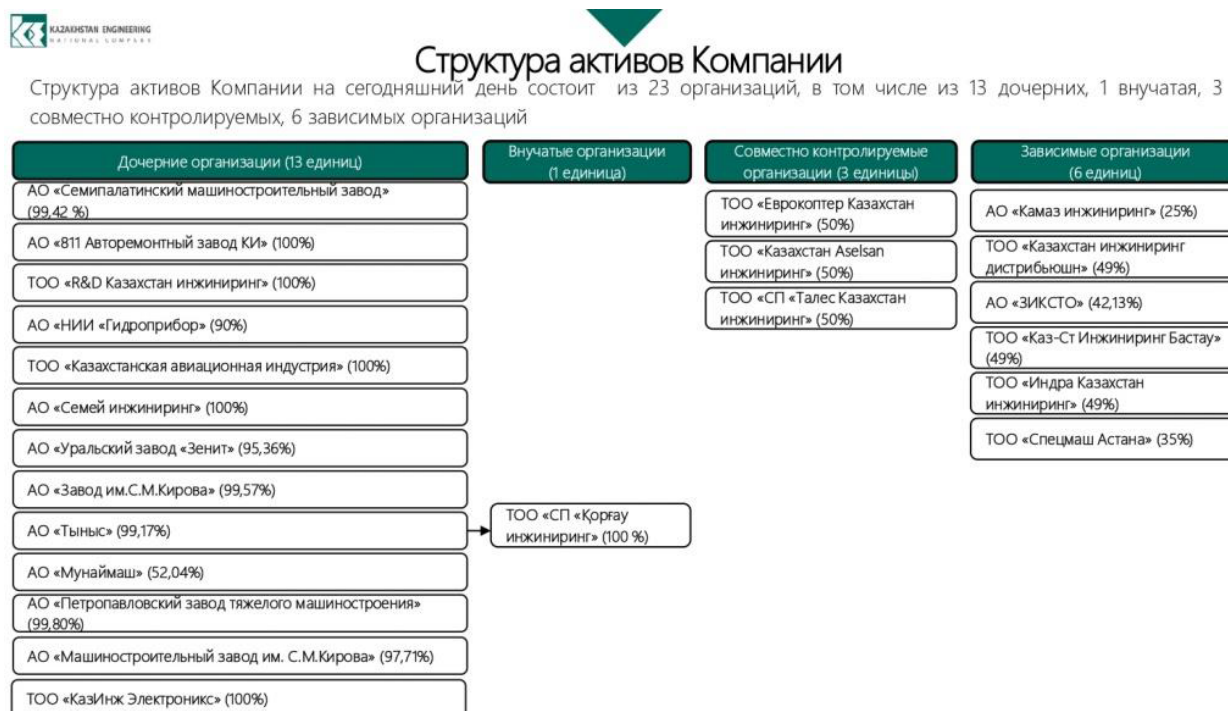 KAZAKHSTAN ENGINEERING
NATIONAL COMPANY
Структура активов Компании
Структура активов Компании на сегодняшний день состоит из 23 организаций, в том числе из 13 дочерних, 1 внучатая, 3
совместно контролируемых, 6 зависимых организаций
Дочерние организации (13 единиц)
АО «Семипалатинский машиностроительный завод»
(99,42 %)
АО «811 Авторемонтный завод КИ» (100%)
ТОО «R&D Казахстан инжиниринг» (100%)
АО «НИИ «Гидроприбор» (90%)
ТОО «Казахстанская авиационная индустрия» (100%)
АО «Семей инжиниринг» (100%)
АО «Уральский завод «Зенит» (95,36%)
АО «Завод им.С.М.Кирова» (99,57%)
АО «Тыныс» (99,17%)
АО «Мунаймаш» (52,04%)
АО «Петропавловский завод тяжелого машиностроения»
(99,80%)
АО «Машиностроительный завод им. С.М.Кирова» (97,71%)
ТОО «КазИнж Электроникс» (100%)
Внучатые организации
(1 единица)
ТОО «СП «Қорғау
инжиниринг» (100 %)
Совместно контролируемые
организации (3 единицы)
ТОО «Еврокоптер Казахстан
инжиниринг» (50%)
ТОО «Казахстан Aselsan
инжиниринг» (50%)
ТОО «СП «Талес Казахстан
инжиниринг» (50%)
Зависимые организации
(6 единиц)
АО «Камаз инжиниринг» (25%)
ТОО «Казахстан инжиниринг
дистрибьюшн» (49%)
АО «ЗИКСТО» (42,13%)
ТОО «Каз-Ст Инжиниринг Бастау»
(49%)
ТОО «Индра Казахстан
инжиниринг» (49%)
ТОО «Спецмаш Астана» (35%)